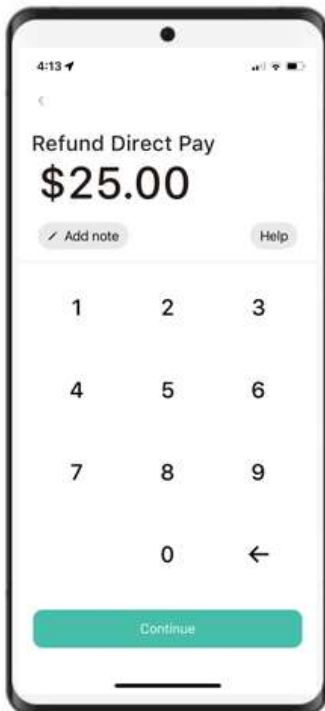 4:13
Refund Direct Pay
$25.00
Add note Help
1 2 3
4 5 6
7 8 9
0
Continue